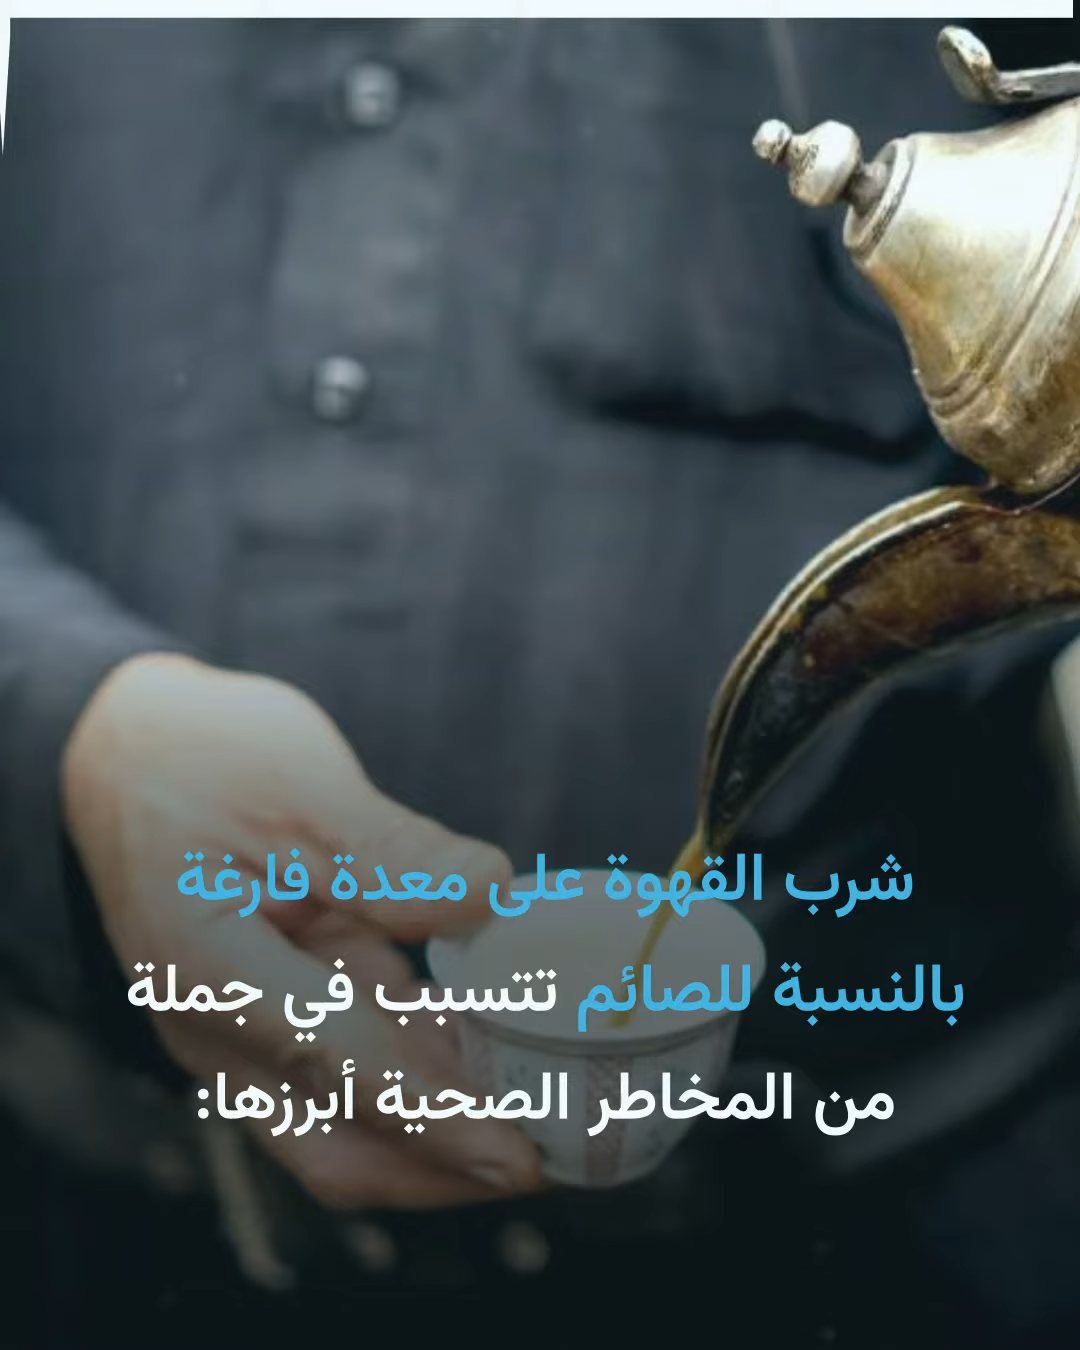 شرب القهوة على معدة فارغة
بالنسبة للصائم تتسبب في جملة
من المخاطر الصحية أبرزها: